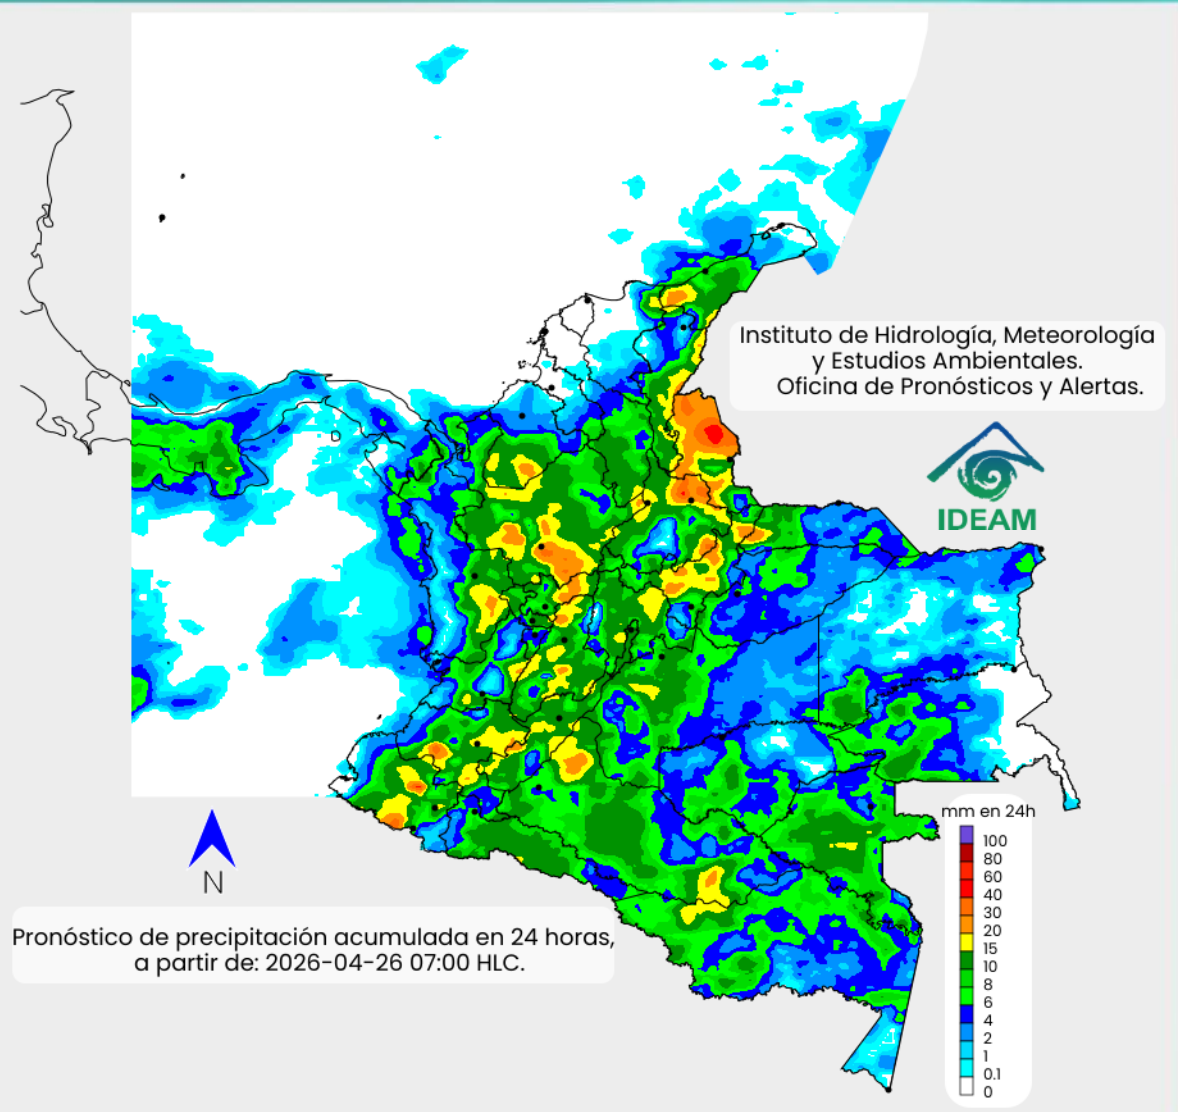 Instituto de Hidrología, Meteorología
y Estudios Ambientales.
Oficina de Pronósticos y Alertas.
IDEAM
mm en 24h
100
80
60
40
30
20
15
10
8
6
4
2
1
0.1
0
N
Pronóstico de precipitación acumulada en 24 horas,
a partir de: 2026-04-26 07:00 HLC.